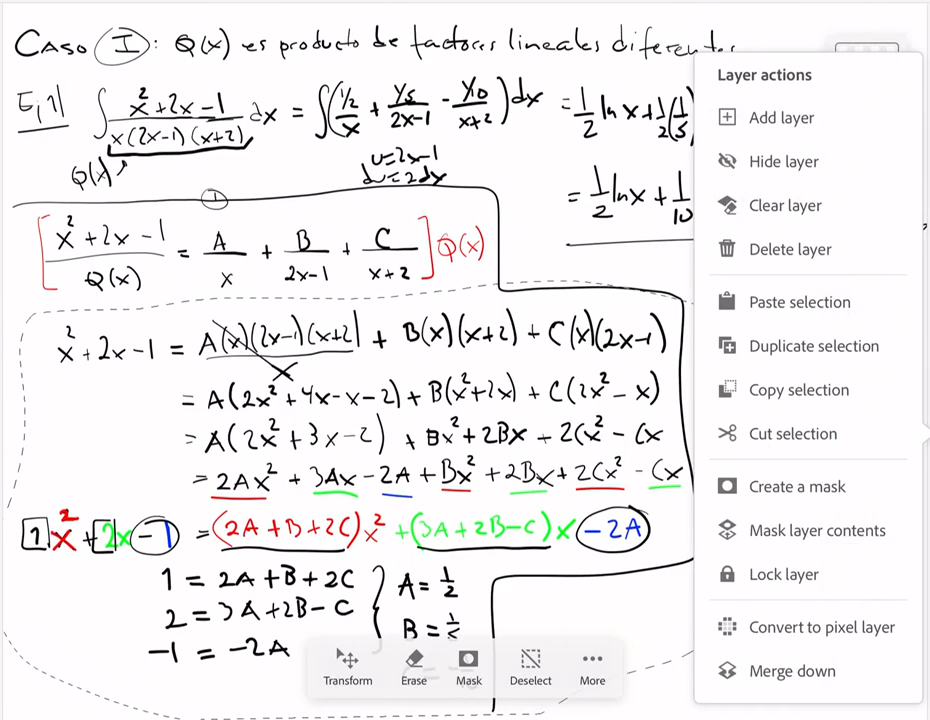 CASO I: Q(x) es producto de factores lineales diferentes
Ej 1) ∫ x²+2x-1 / x(2x-1)(x+2) dx = ∫(1/2 / x + 1/5 / 2x-1 - 1/10 / x+2) dx = 1/2 ln x + 1/2(1/5)
Q(x)
u=2x-1
du=2dx
= 1/2 ln x + 1/10
1
[x²+2x-1 / Q(x) = A / x + B / 2x-1 + C / x+2] Q(x)
x²+2x-1 = A(x)(2x-1)(x+2) / x + B(x)(x+2) + C(x)(2x-1)
= A(2x²+4x-x-2) + B(x²+2x) + C(2x²-x)
= A(2x²+3x-2) + Bx²+2Bx+2Cx²-Cx
= 2Ax² + 3Ax - 2A + Bx² + 2Bx + 2Cx² - Cx
1x²+2x-1 = (2A+B+2C)x² + (3A+2B-C)x - 2A
1 = 2A+B+2C
2 = 3A+2B-C
-1 = -2A
A = 1/2
B = 1/5
Layer actions
Add layer
Hide layer
Clear layer
Delete layer
Paste selection
Duplicate selection
Copy selection
Cut selection
Create a mask
Mask layer contents
Lock layer
Convert to pixel layer
Merge down
Transform
Erase
Mask
Deselect
More